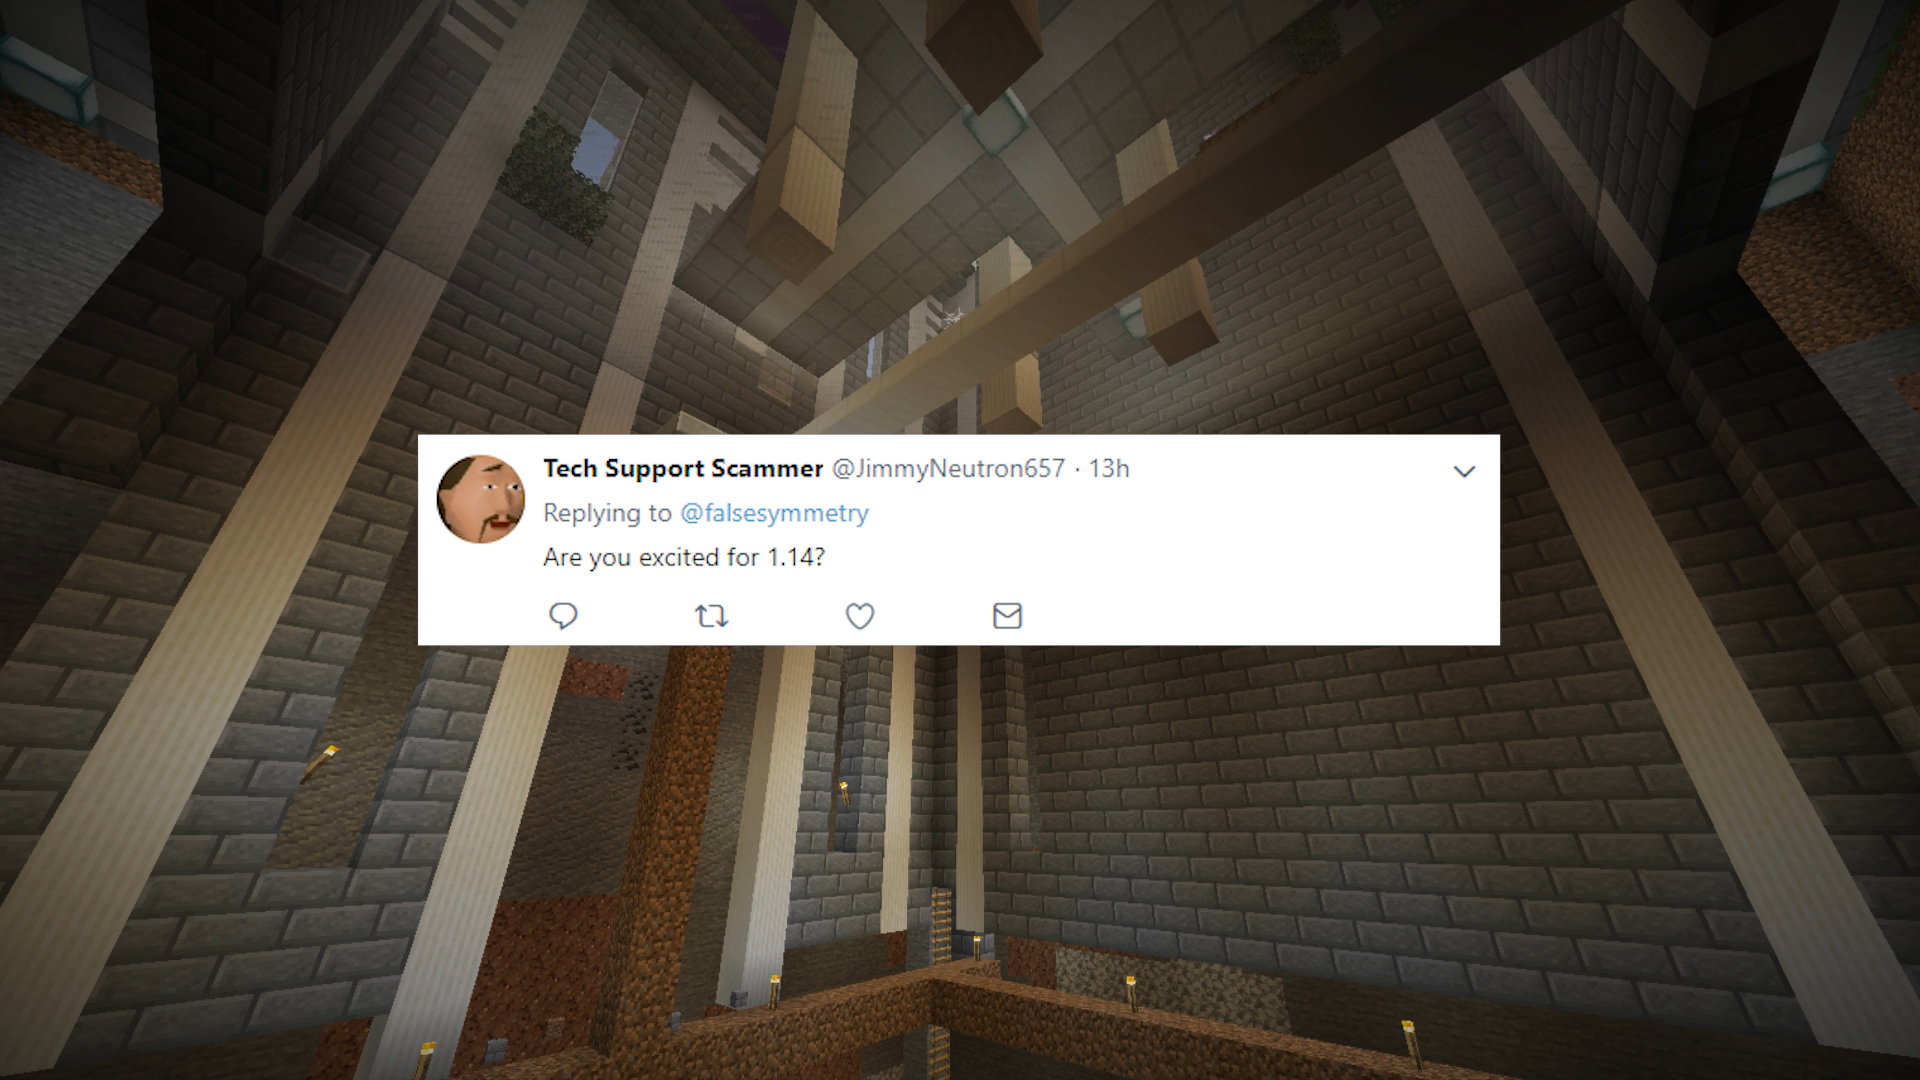 Tech Support Scammer @JimmyNeutron657 · 13h
Replying to @falsesymmetry
Are you excited for 1.14?